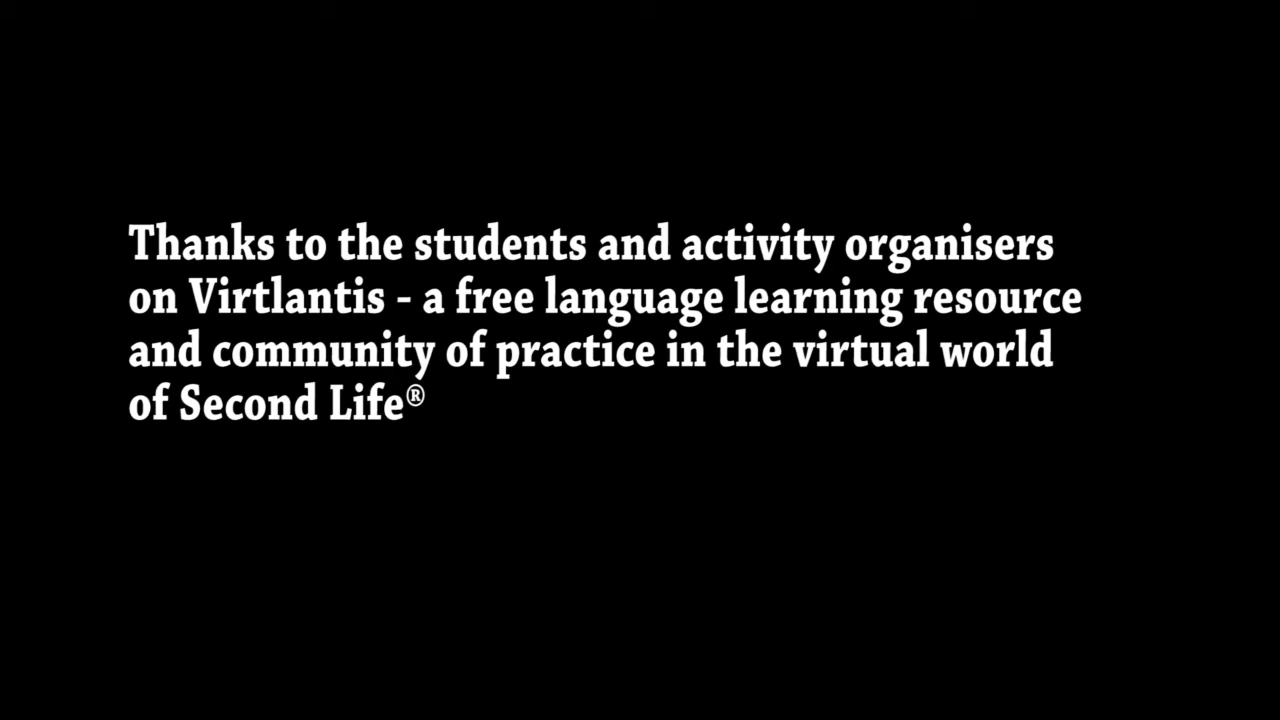 Thanks to the students and activity organisers
on Virtlantis - a free language learning resource
and community of practice in the virtual world
of Second Life®